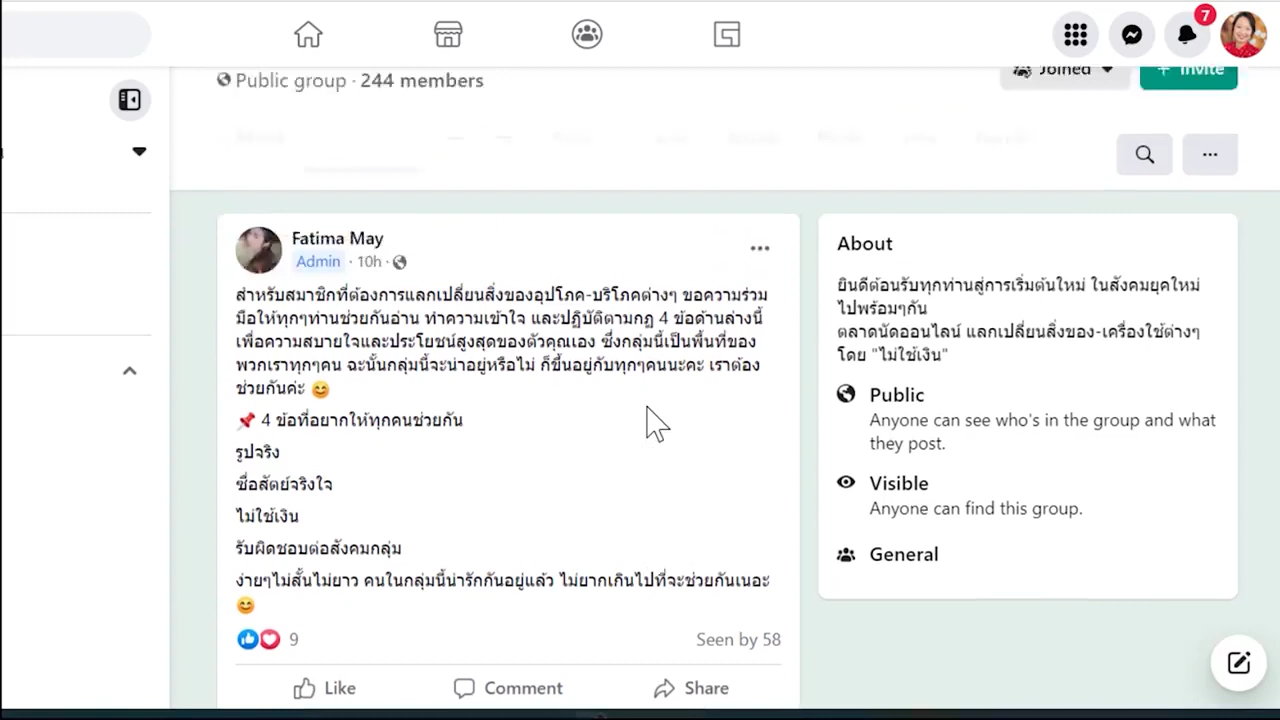 7
Public group · 244 members
Joined
+ Invite
Fatima May
Admin · 10h ·
สำหรับสมาชิกที่ต้องการแลกเปลี่ยนสิ่งของอุปโภค-บริโภคต่างๆ ขอความร่วม
มือให้ทุกๆท่านช่วยกันอ่าน ทำความเข้าใจ และปฏิบัติตามกฎ 4 ข้อด้านล่างนี้
เพื่อความสบายใจและประโยชน์สูงสุดของตัวคุณเอง ซึ่งกลุ่มนี้เป็นพื้นที่ของ
พวกเราทุกๆคน ฉะนั้นกลุ่มนี้จะน่าอยู่หรือไม่ ก็ขึ้นอยู่กับทุกๆคนนะคะ เราต้อง
ช่วยกันค่ะ 😊
📌 4 ข้อที่อยากให้ทุกคนช่วยกัน
รูปจริง
ซื่อสัตย์จริงใจ
ไม่ใช้เงิน
รับผิดชอบต่อสังคมกลุ่ม
ง่ายๆไม่สั้นไม่ยาว คนในกลุ่มนี้น่ารักกันอยู่แล้ว ไม่ยากเกินไปที่จะช่วยกันเนอะ
😊
9
Seen by 58
Like
Comment
Share
About
ยินดีต้อนรับทุกท่านสู่การเริ่มต้นใหม่ ในสังคมยุคใหม่
ไปพร้อมๆกัน
ตลาดนัดออนไลน์ แลกเปลี่ยนสิ่งของ-เครื่องใช้ต่างๆ
โดย "ไม่ใช้เงิน"
Public
Anyone can see who's in the group and what
they post.
Visible
Anyone can find this group.
General